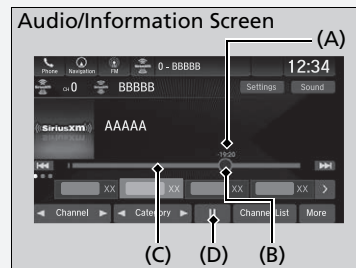 Audio/Information Screen
(A)
Phone Navigation FM 0 - BBBBB 12:34
CH 0 BBBBB Settings Sound
((SiriusXM)) AAAAA
-19:20
XX XX XX XX
Channel Category Channel List More
(C) (D) (B)